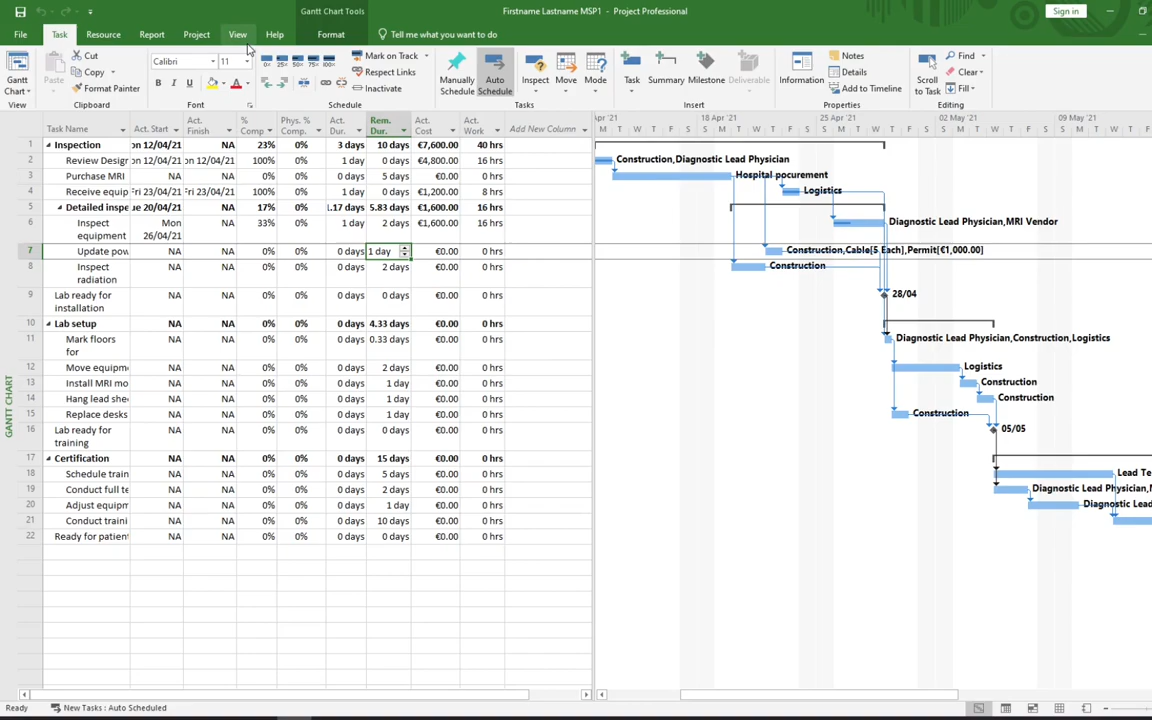 Gantt Chart Tools
Firstname Lastname MSP1 - Project Professional
Sign in
File
Task
Resource
Report
Project
View
Help
Format
Tell me what you want to do
Gantt Chart
View
Paste
Cut
Copy
Format Painter
Clipboard
Calibri
11
B I U A
Font
0% 25% 50% 75% 100%
Mark on Track
Respect Links
Inactivate
Schedule
Manually Schedule
Auto Schedule
Inspect
Move
Mode
Tasks
Task
Summary
Milestone
Deliverable
Insert
Information
Notes
Details
Add to Timeline
Properties
Scroll to Task
Find
Clear
Fill
Editing
Task Name
Act. Start
Act. Finish
% Comp.
Phys. % Comp.
Act. Dur.
Rem. Dur.
Act. Cost
Act. Work
Add New Column
Apr '21
18 Apr '21
25 Apr '21
02 May '21
09 May '21
M T W T F S S M T W T F S S M T W T F S S M T W T F S S M T W T F
1 Inspection on 12/04/21 NA 23% 0% 3 days 10 days €7,600.00 40 hrs
2 Review Design on 12/04/21 on 12/04/21 100% 0% 1 day 0 days €4,800.00 16 hrs Construction,Diagnostic Lead Physician
3 Purchase MRI NA NA 0% 0% 0 days 5 days €0.00 0 hrs Hospital pocurement
4 Receive equip Fri 23/04/21 Fri 23/04/21 100% 0% 1 day 0 days €1,200.00 8 hrs Logistics
5 Detailed inspe ue 20/04/21 NA 17% 0% 1.17 days 5.83 days €1,600.00 16 hrs
6 Inspect equipment Mon 26/04/21 NA 33% 0% 1 day 2 days €1,600.00 16 hrs Diagnostic Lead Physician,MRI Vendor
7 Update pow NA NA 0% 0% 0 days 1 day €0.00 0 hrs Construction,Cable[5 Each],Permit[€1,000.00]
8 Inspect radiation NA NA 0% 0% 0 days 2 days €0.00 0 hrs Construction
9 Lab ready for installation NA NA 0% 0% 0 days 0 days €0.00 0 hrs 28/04
10 Lab setup NA NA 0% 0% 0 days 4.33 days €0.00 0 hrs
11 Mark floors for NA NA 0% 0% 0 days 0.33 days €0.00 0 hrs Diagnostic Lead Physician,Construction,Logistics
12 Move equipm NA NA 0% 0% 0 days 2 days €0.00 0 hrs Logistics
13 Install MRI mo NA NA 0% 0% 0 days 1 day €0.00 0 hrs Construction
14 Hang lead she NA NA 0% 0% 0 days 1 day €0.00 0 hrs Construction
15 Replace desks NA NA 0% 0% 0 days 1 day €0.00 0 hrs Construction
16 Lab ready for training NA NA 0% 0% 0 days 0 days €0.00 0 hrs 05/05
17 Certification NA NA 0% 0% 0 days 15 days €0.00 0 hrs
18 Schedule train NA NA 0% 0% 0 days 5 days €0.00 0 hrs Lead Te
19 Conduct full te NA NA 0% 0% 0 days 2 days €0.00 0 hrs Diagnostic Lead Physician,M
20 Adjust equipm NA NA 0% 0% 0 days 1 day €0.00 0 hrs Diagnostic Lead
21 Conduct traini NA NA 0% 0% 0 days 10 days €0.00 0 hrs
22 Ready for patien NA NA 0% 0% 0 days 0 days €0.00 0 hrs
GANTT CHART
Ready
New Tasks : Auto Scheduled